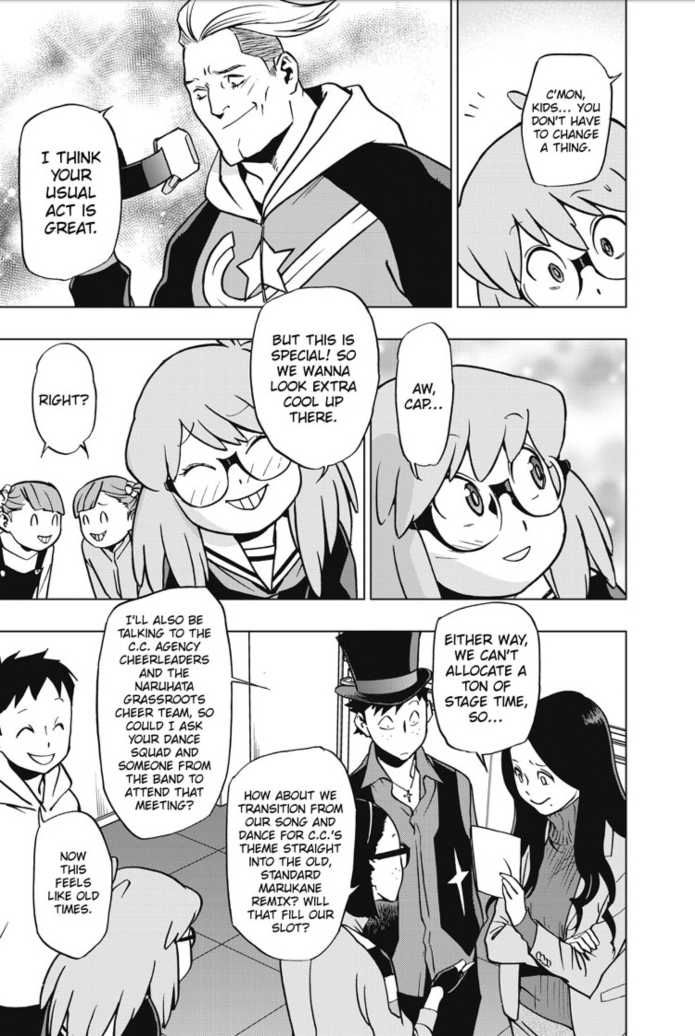 C'MON,
KIDS... YOU
DON'T HAVE
TO CHANGE
A THING.
I THINK
YOUR
USUAL
ACT IS
GREAT.
AW,
CAP...
BUT THIS IS
SPECIAL! SO
WE WANNA
LOOK EXTRA
COOL UP
THERE.
RIGHT?
EITHER WAY,
WE CAN'T
ALLOCATE A
TON OF
STAGE TIME,
SO...
I'LL ALSO BE
TALKING TO THE
C.C. AGENCY
CHEERLEADERS
AND THE
NARUHATA
GRASSROOTS
CHEER TEAM, SO
COULD I ASK
YOUR DANCE
SQUAD AND
SOMEONE FROM
THE BAND TO
ATTEND THAT
MEETING?
HOW ABOUT WE
TRANSITION FROM
OUR SONG AND
DANCE FOR C.C.'S
THEME STRAIGHT
INTO THE OLD,
STANDARD
MARUKANE
REMIX? WILL
THAT FILL OUR
SLOT?
NOW
THIS
FEELS
LIKE OLD
TIMES.